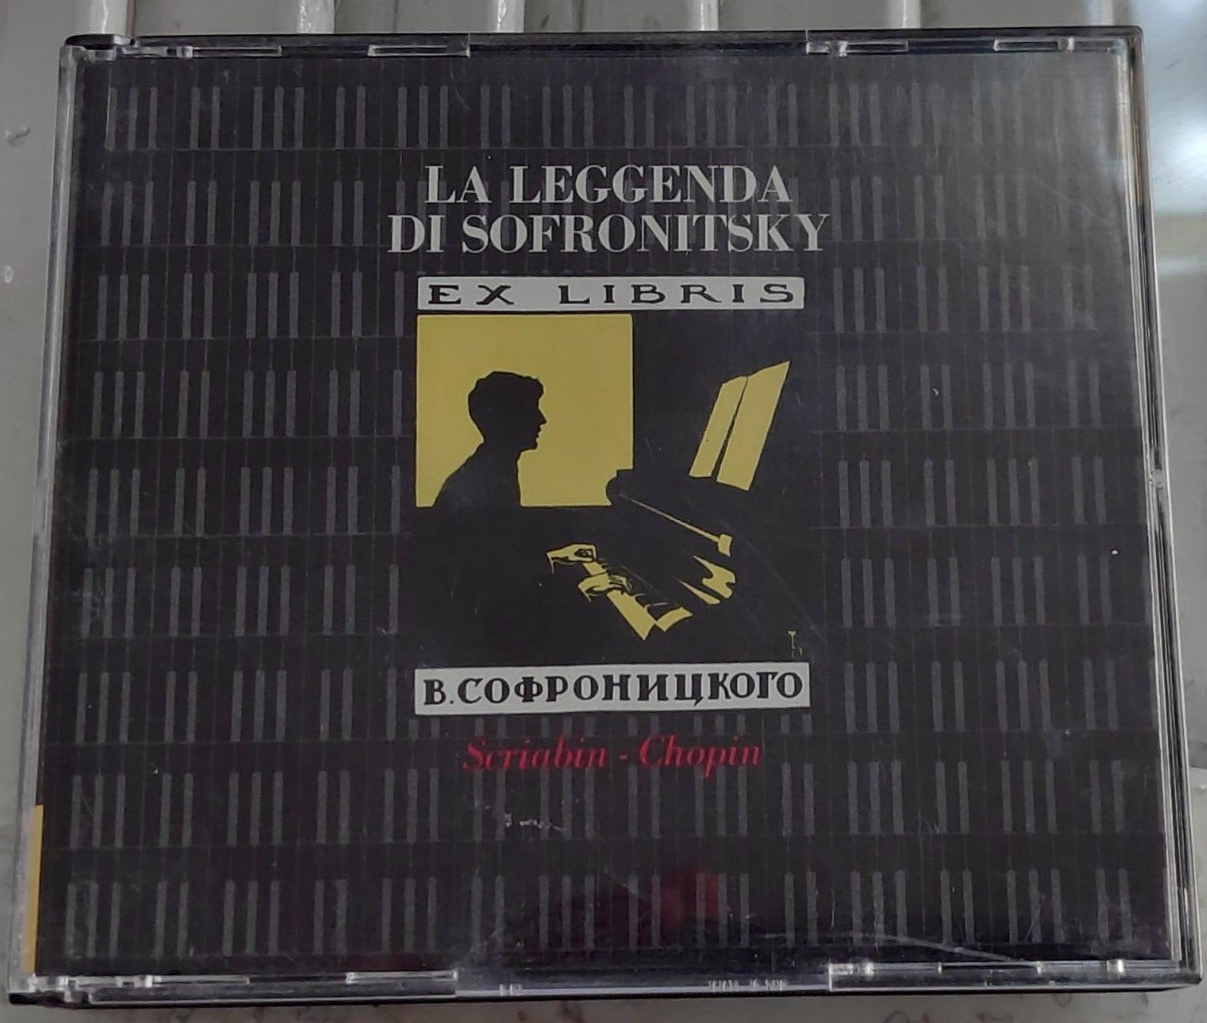 LA LEGGENDA
DI SOFRONITSKY
EX LIBRIS
В.СОФРОНИЦКОГО
Scriabin - Chopin